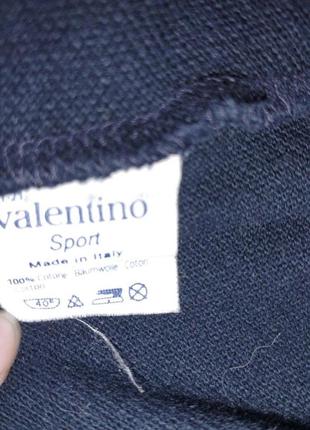 valentino
Sport
Made in Italy
100% Cotone Baumwolle Coton
40°